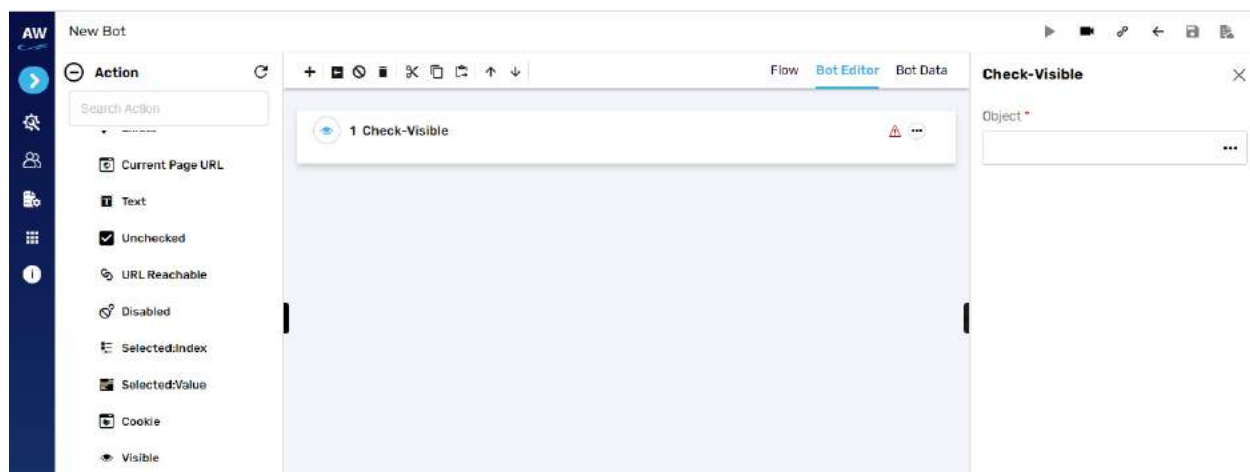 AW
New Bot
Action
Search Action
Current Page URL
Text
Unchecked
URL Reachable
Disabled
Selected:Index
Selected:Value
Cookie
Visible
Flow
Bot Editor
Bot Data
1 Check-Visible
Check-Visible
Object *